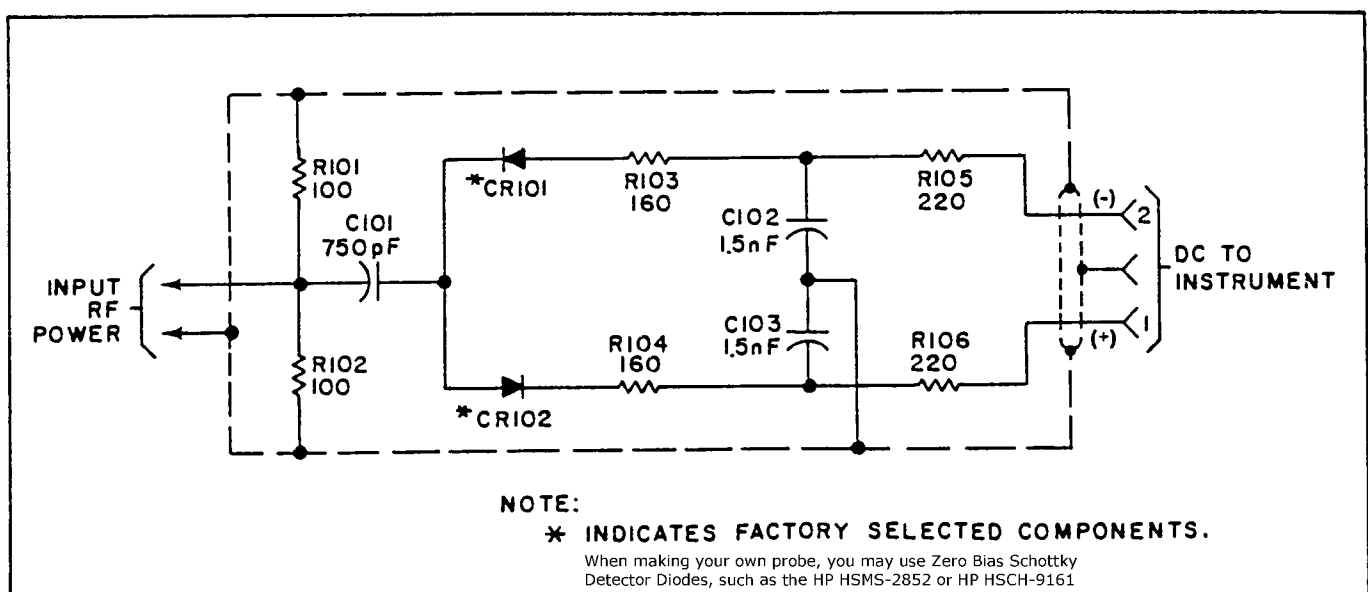 R101
100
C101
750pF
INPUT
RF
POWER
R102
100
*CR101
R103
160
R105
220
C102
1.5nF
C103
1.5nF
R104
160
R106
220
*CR102
(-)
2
DC TO
INSTRUMENT
1
(+)
NOTE:
* INDICATES FACTORY SELECTED COMPONENTS.
When making your own probe, you may use Zero Bias Schottky
Detector Diodes, such as the HP HSMS-2852 or HP HSCH-9161